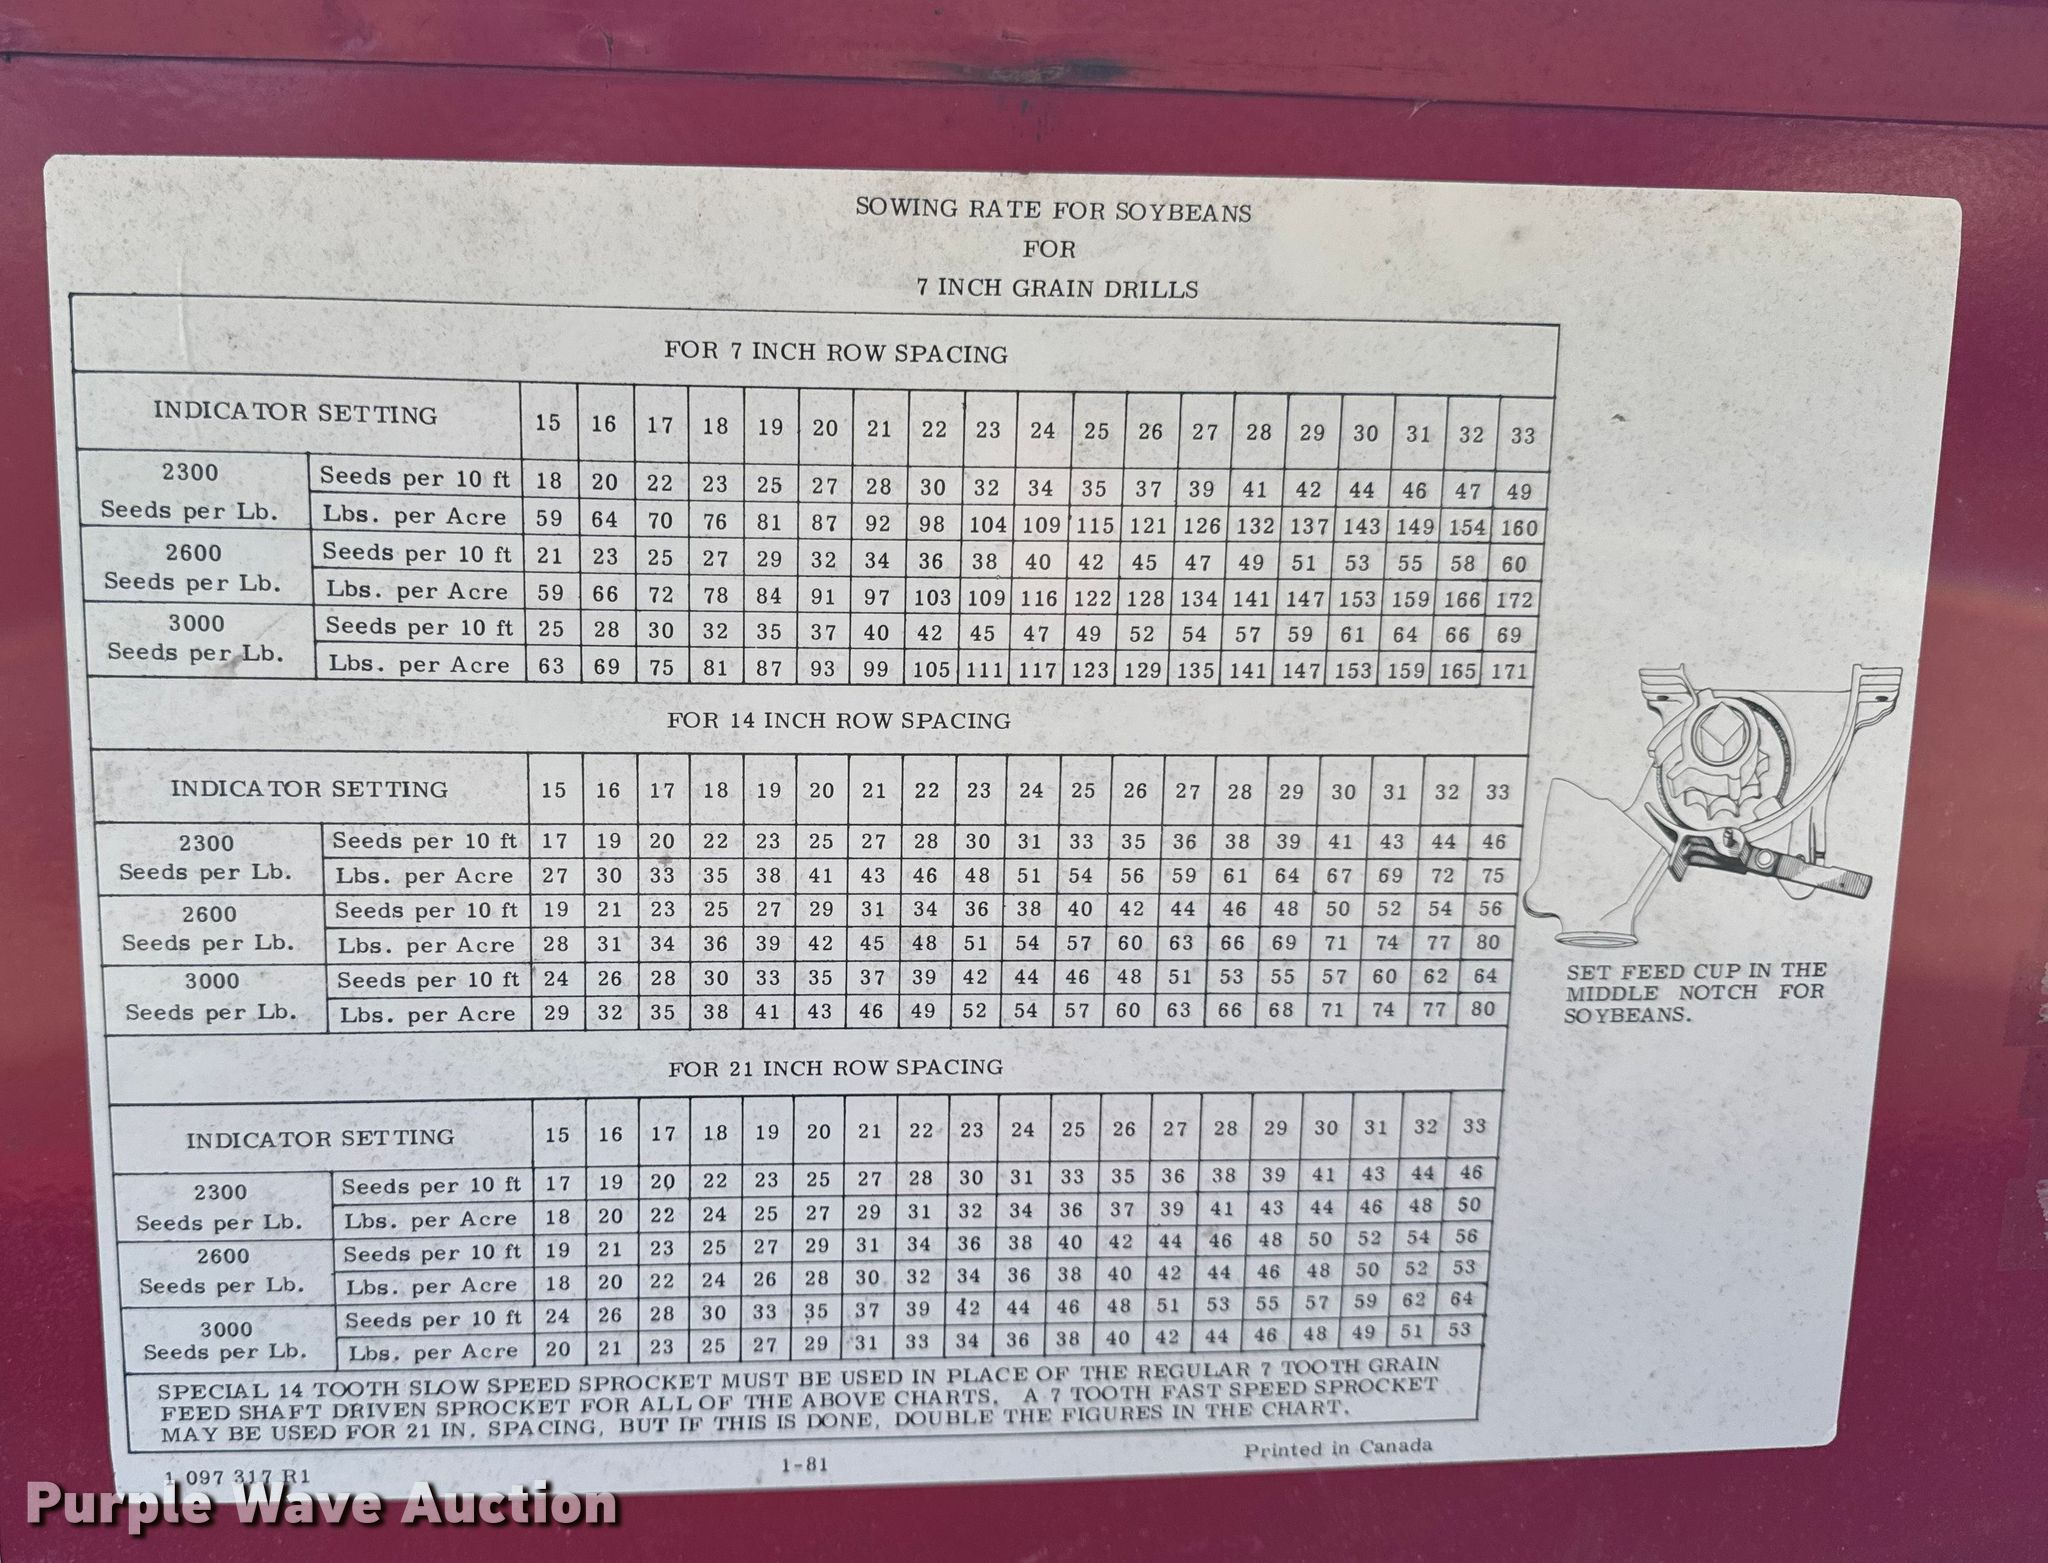 SOWING RATE FOR SOYBEANS
FOR
7 INCH GRAIN DRILLS
FOR 7 INCH ROW SPACING
INDICATOR SETTING 15 16 17 18 19 20 21 22 23 24 25 26 27 28 29 30 31 32 33
2300 Seeds per Lb. Seeds per 10 ft 18 20 22 23 25 27 28 30 32 34 35 37 39 41 42 44 46 47 49
Lbs. per Acre 59 64 70 76 81 87 92 98 104 109 115 121 126 132 137 143 149 154 160
2600 Seeds per Lb. Seeds per 10 ft 21 23 25 27 29 32 34 36 38 40 42 45 47 49 51 53 55 58 60
Lbs. per Acre 59 66 72 78 84 91 97 103 109 116 122 128 134 141 147 153 159 166 172
3000 Seeds per Lb. Seeds per 10 ft 25 28 30 32 35 37 40 42 45 47 49 52 54 57 59 61 64 66 69
Lbs. per Acre 63 69 75 81 87 93 99 105 111 117 123 129 135 141 147 153 159 165 171
FOR 14 INCH ROW SPACING
INDICATOR SETTING 15 16 17 18 19 20 21 22 23 24 25 26 27 28 29 30 31 32 33
2300 Seeds per Lb. Seeds per 10 ft 17 19 20 22 23 25 27 28 30 31 33 35 36 38 39 41 43 44 46
Lbs. per Acre 27 30 33 35 38 41 43 46 48 51 54 56 59 61 64 67 69 72 75
2600 Seeds per Lb. Seeds per 10 ft 19 21 23 25 27 29 31 34 36 38 40 42 44 46 48 50 52 54 56
Lbs. per Acre 28 31 34 36 39 42 45 48 51 54 57 60 63 66 69 71 74 77 80
3000 Seeds per Lb. Seeds per 10 ft 24 26 28 30 33 35 37 39 42 44 46 48 51 53 55 57 60 62 64
Lbs. per Acre 29 32 35 38 41 43 46 49 52 54 57 60 63 66 68 71 74 77 80
SET FEED CUP IN THE
MIDDLE NOTCH FOR
SOYBEANS.
FOR 21 INCH ROW SPACING
INDICATOR SETTING 15 16 17 18 19 20 21 22 23 24 25 26 27 28 29 30 31 32 33
2300 Seeds per Lb. Seeds per 10 ft 17 19 20 22 23 25 27 28 30 31 33 35 36 38 39 41 43 44 46
Lbs. per Acre 18 20 22 24 25 27 29 31 32 34 36 37 39 41 43 44 46 48 50
2600 Seeds per Lb. Seeds per 10 ft 19 21 23 25 27 29 31 34 36 38 40 42 44 46 48 50 52 54 56
Lbs. per Acre 18 20 22 24 26 28 30 32 34 36 38 40 42 44 46 48 50 52 53
3000 Seeds per Lb. Seeds per 10 ft 24 26 28 30 33 35 37 39 42 44 46 48 51 53 55 57 59 62 64
Lbs. per Acre 20 21 23 25 27 29 31 33 34 36 38 40 42 44 46 48 49 51 53
SPECIAL 14 TOOTH SLOW SPEED SPROCKET MUST BE USED IN PLACE OF THE REGULAR 7 TOOTH GRAIN
FEED SHAFT DRIVEN SPROCKET FOR ALL OF THE ABOVE CHARTS. A 7 TOOTH FAST SPEED SPROCKET
MAY BE USED FOR 21 IN. SPACING, BUT IF THIS IS DONE, DOUBLE THE FIGURES IN THE CHART.
1 097 317 R1 1-81 Printed in Canada
Purple Wave Auction